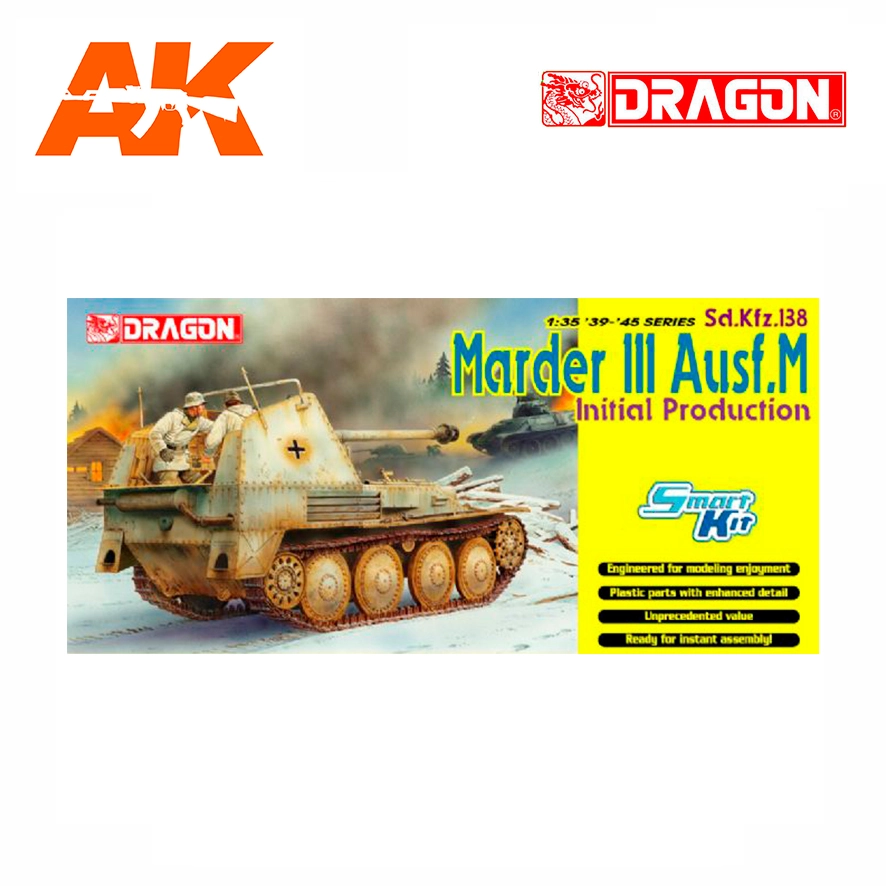 AK
DRAGON®
DRAGON
1:35 '39-'45 SERIES Sd.Kfz.138
Marder III Ausf.M
Initial Production
Smart
Kit
Engineered for modeling enjoyment
Plastic parts with enhanced detail
Unprecedented value
Ready for instant assembly!